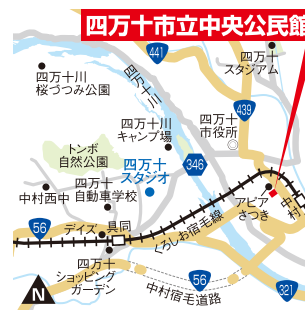 四万十市立中央公民館
441
四万十
スタジアム
四万十川
桜づつみ公園
四万十川
439
四万十川
キャンプ場
四万十
市役所
トンボ
自然公園
346
四万十
スタジオ
中村西中
四万十
自動車学校
アピア
さつき
中村
56
デイズ
具同
くろしお宿毛線
四万十
ショッピング
ガーデン
56
中村宿毛道路
321
N